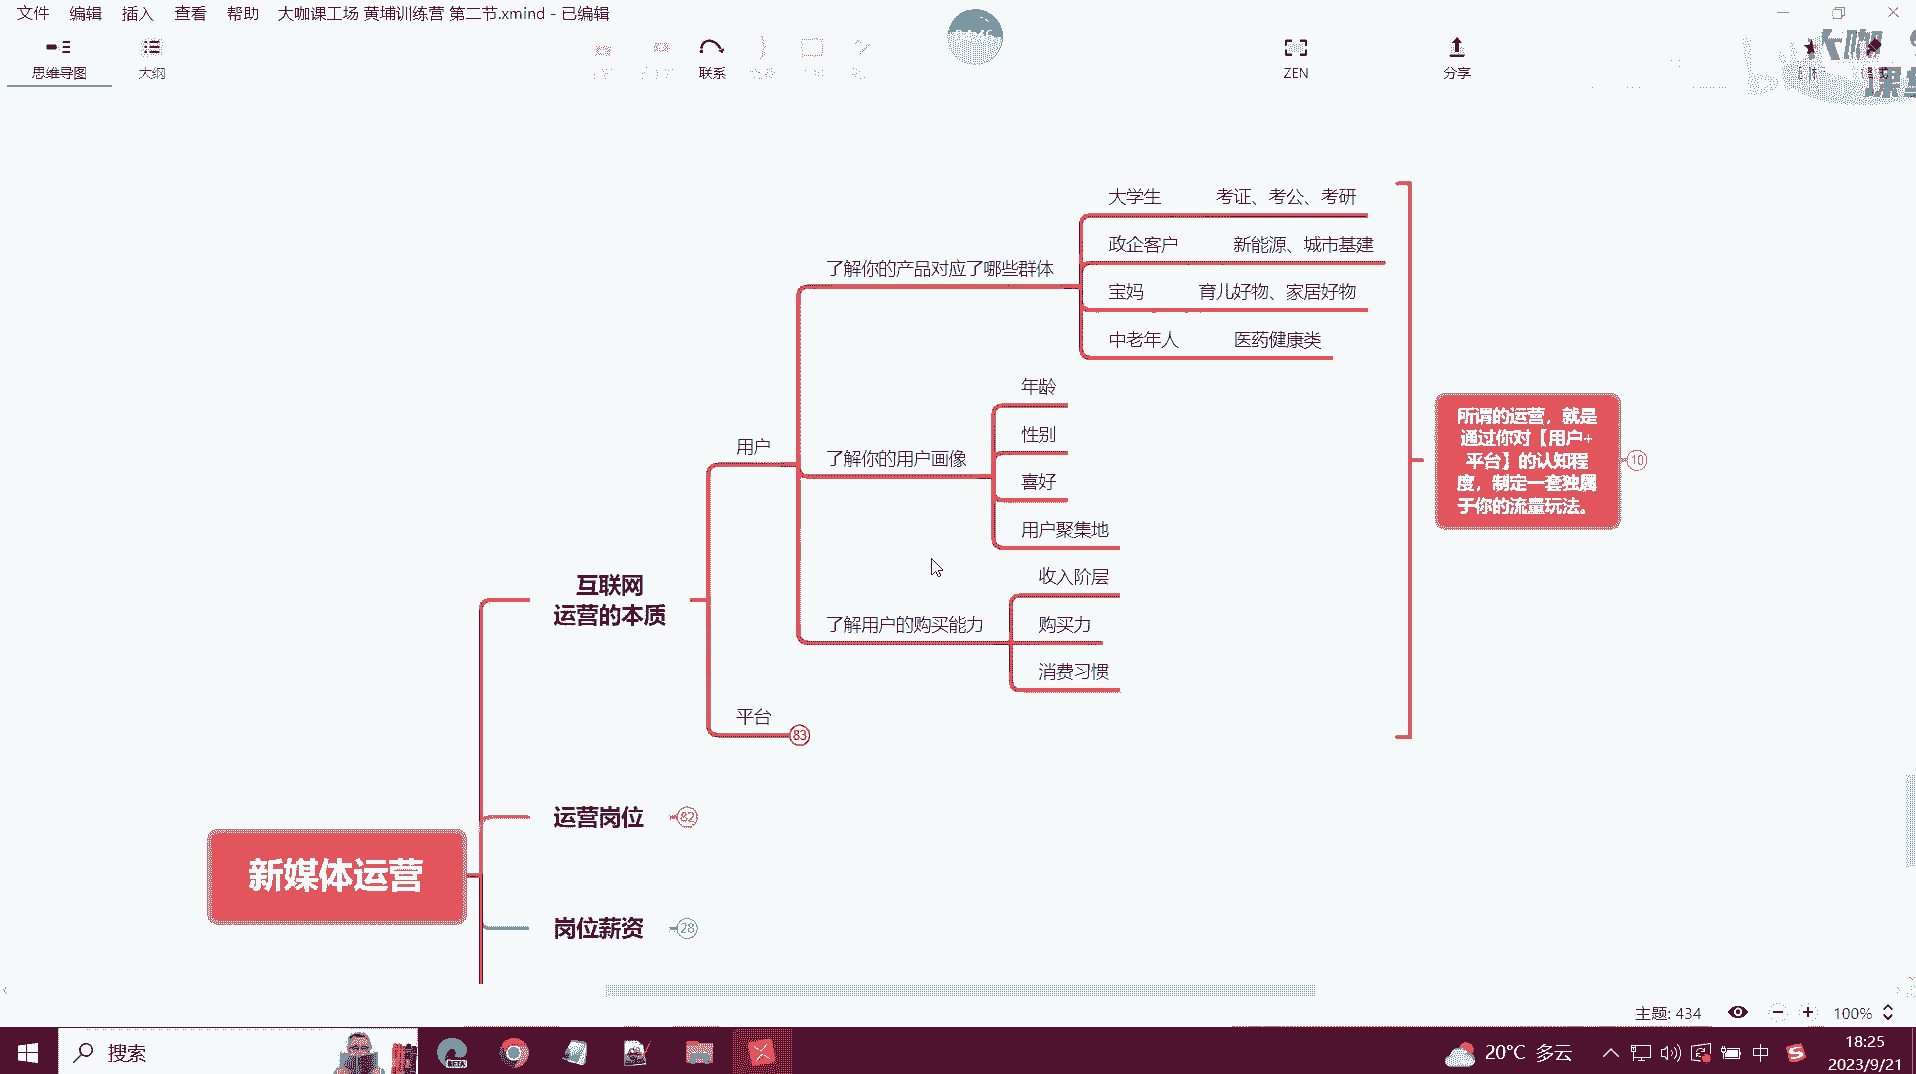 文件 编辑 插入 查看 帮助 大咖课工场 黄埔训练营 第二节.xmind - 已编辑
思维导图 大纲 联系 ZEN 分享
大咖
大学生 考证、考公、考研
政企客户 新能源、城市基建
了解你的产品对应了哪些群体
宝妈 育儿好物、家居好物
中老年人 医药健康类
年龄
性别
用户
了解你的用户画像
喜好
用户聚集地
收入阶层
了解用户的购买能力
购买力
消费习惯
互联网
运营的本质
平台
83
所谓的运营，就是
通过你对【用户+
平台】的认知程
度，制定一套独属
于你的流量玩法。
10
运营岗位
82
新媒体运营
岗位薪资
28
主题: 434
100%
搜索
BETA
20°C 多云
中
18:25
2023/9/21